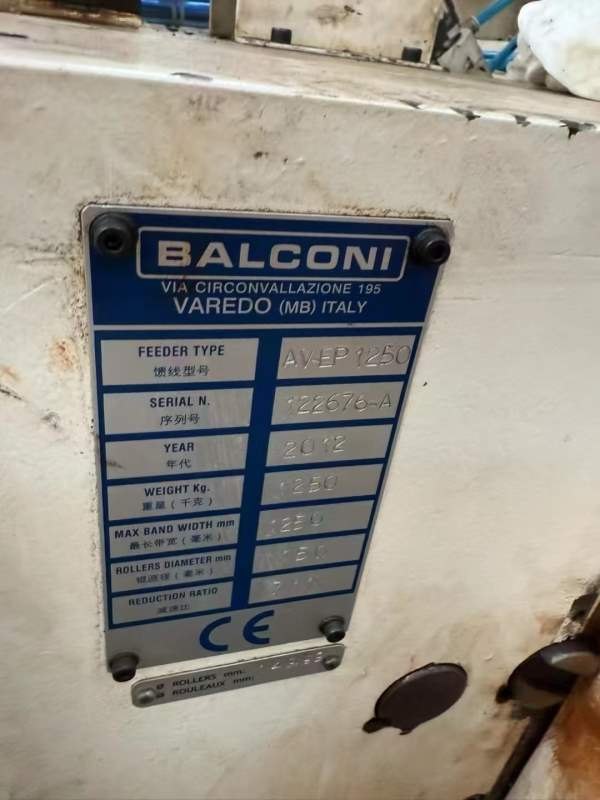 BALCONI
VIA CIRCONVALLAZIONE 195
VAREDO (MB) ITALY
FEEDER TYPE AV-EP 1250
馈线型号
SERIAL N. 122676-A
序列号
YEAR 2012
年代
WEIGHT Kg. 1250
重量（千克）
MAX BAND WIDTH mm 1250
最长带宽（毫米）
ROLLERS DIAMETER mm
辊源径（毫米）
REDUCTION RATIO
减速比
CE
Ø ROLLERS mm.
Ø ROULEAUX mm.